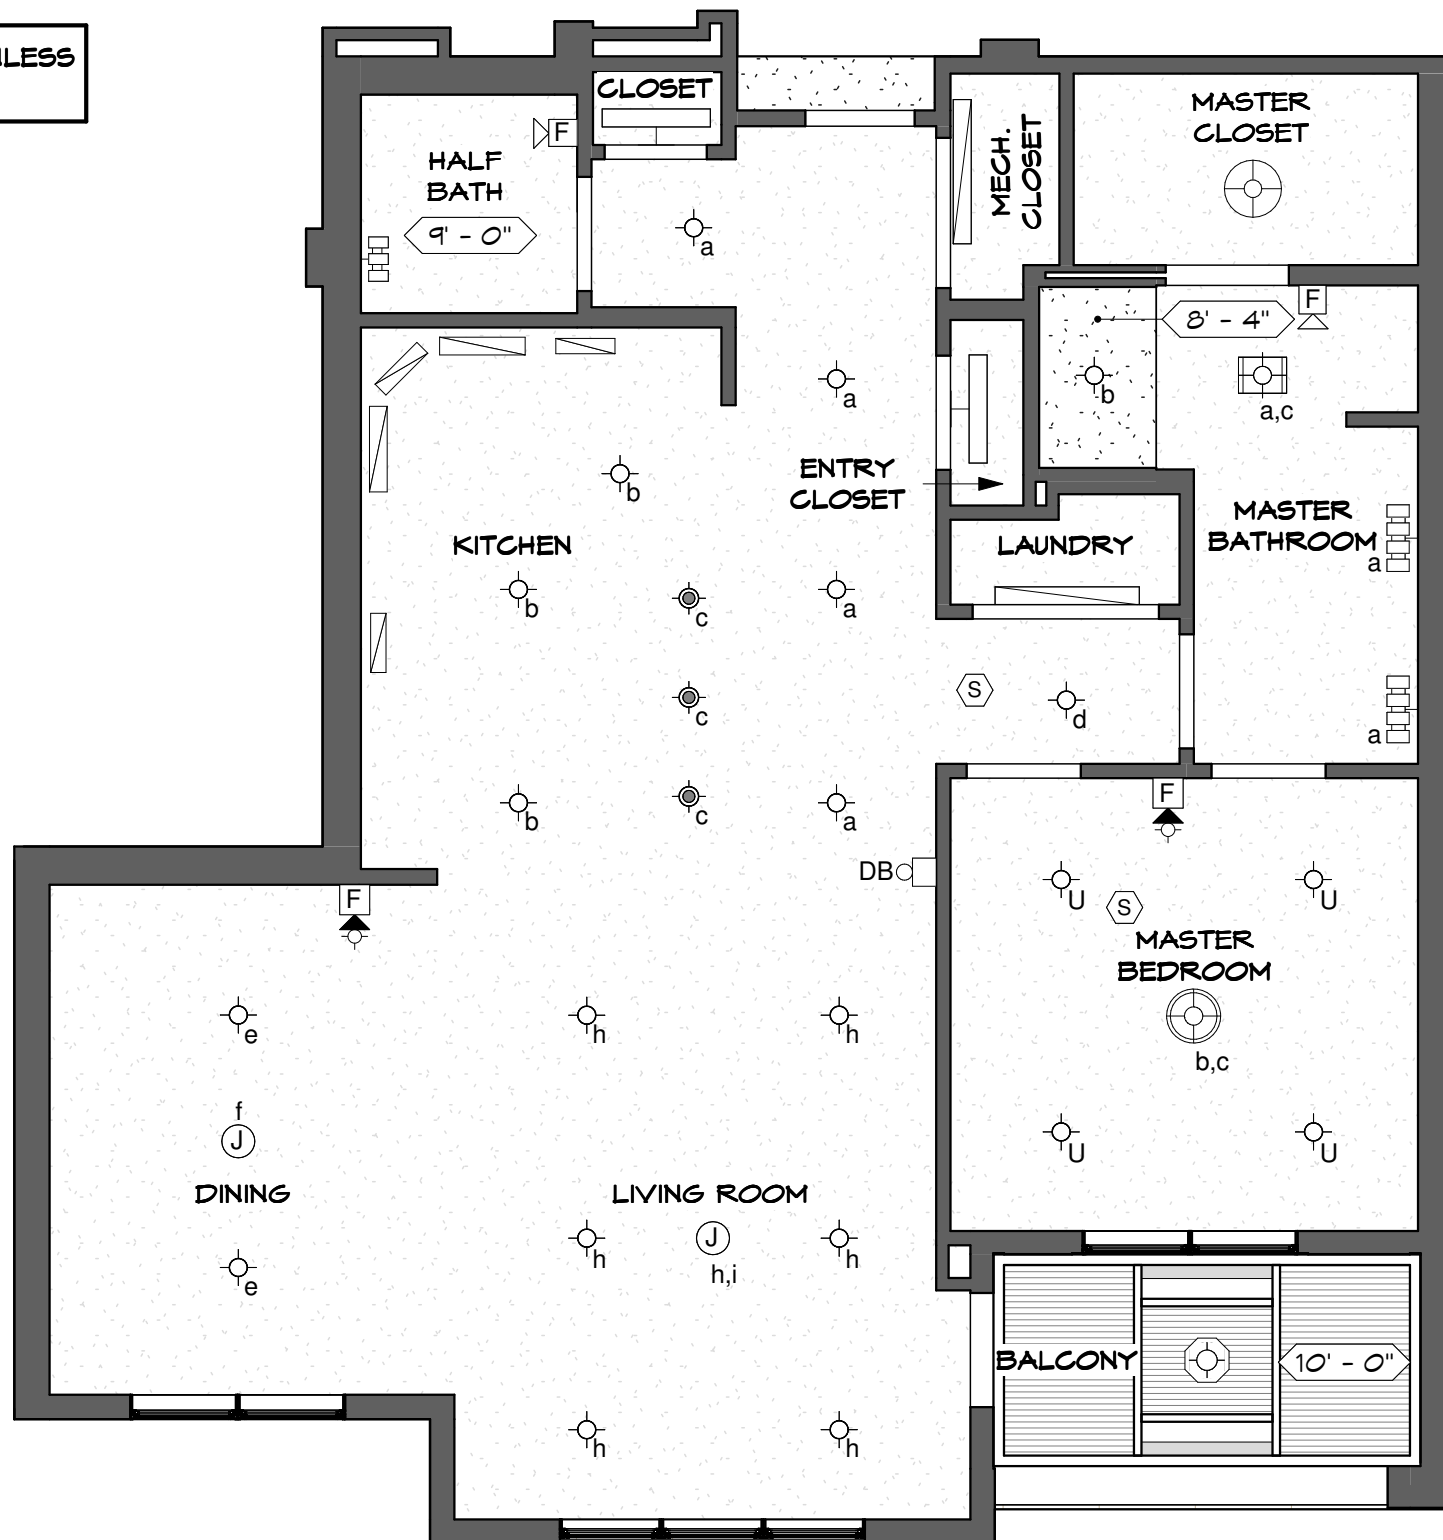 LESS
CLOSET
MASTER
CLOSET
F
HALF
BATH
MECH.
CLOSET
9' - 0"
a
F
8' - 4"
b
a,c
a
ENTRY
CLOSET
b
MASTER
BATHROOM
a
KITCHEN
LAUNDRY
b
c
a
S
d
c
a
b
c
a
F
DB
F
U
S
U
MASTER
BEDROOM
e
h
h
b,c
f
J
U
U
DINING
LIVING ROOM
h
J
h
h,i
e
BALCONY
10' - 0"
h
h